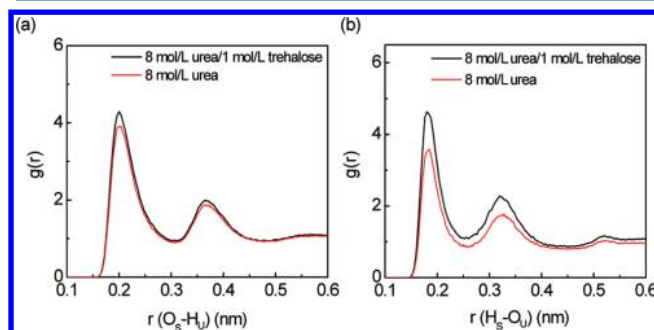 (a)
8 mol/L urea/1 mol/L trehalose
8 mol/L urea
g(r)
6
4
2
0
0.1 0.2 0.3 0.4 0.5 0.6
r (Oₛ-Hᵤ) (nm)
(b)
8 mol/L urea/1 mol/L trehalose
8 mol/L urea
g(r)
6
4
2
0
0.1 0.2 0.3 0.4 0.5 0.6
r (Hₛ-Oᵤ) (nm)